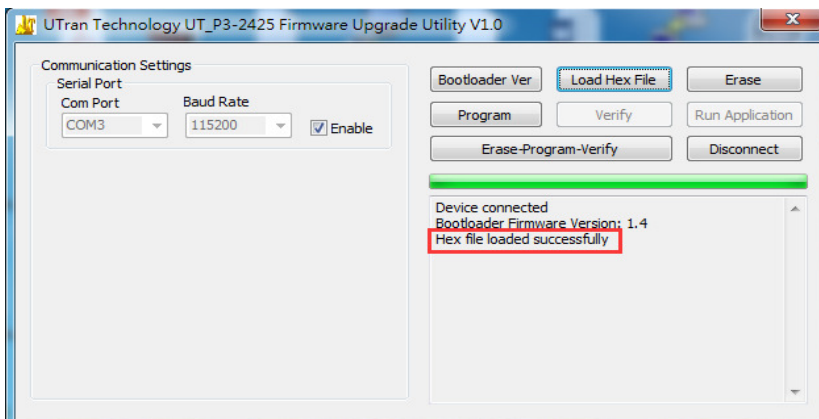 UTran Technology UT_P3-2425 Firmware Upgrade Utility V1.0
Communication Settings
Serial Port
Com Port
Baud Rate
COM3
115200
Enable
Bootloader Ver
Load Hex File
Erase
Program
Verify
Run Application
Erase-Program-Verify
Disconnect
Device connected
Bootloader Firmware Version: 1.4
Hex file loaded successfully